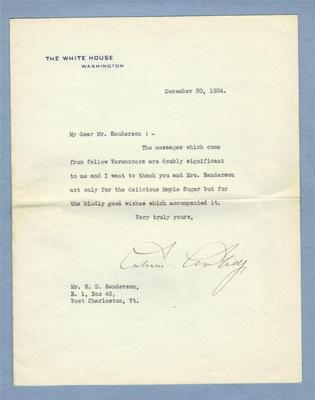 THE WHITE HOUSE
WASHINGTON
December 30, 1924.
My dear Mr. Sanderson :-
The messages which come
from fellow Vermonters are doubly significant
to me and I want to thank you and Mrs. Sanderson
not only for the delicious Maple Sugar but for
the kindly good wishes which accompanied it.
Very truly yours,
Calvin Coolidge
Mr. W. D. Sanderson,
R. 1, Box 45,
West Charleston, Vt.